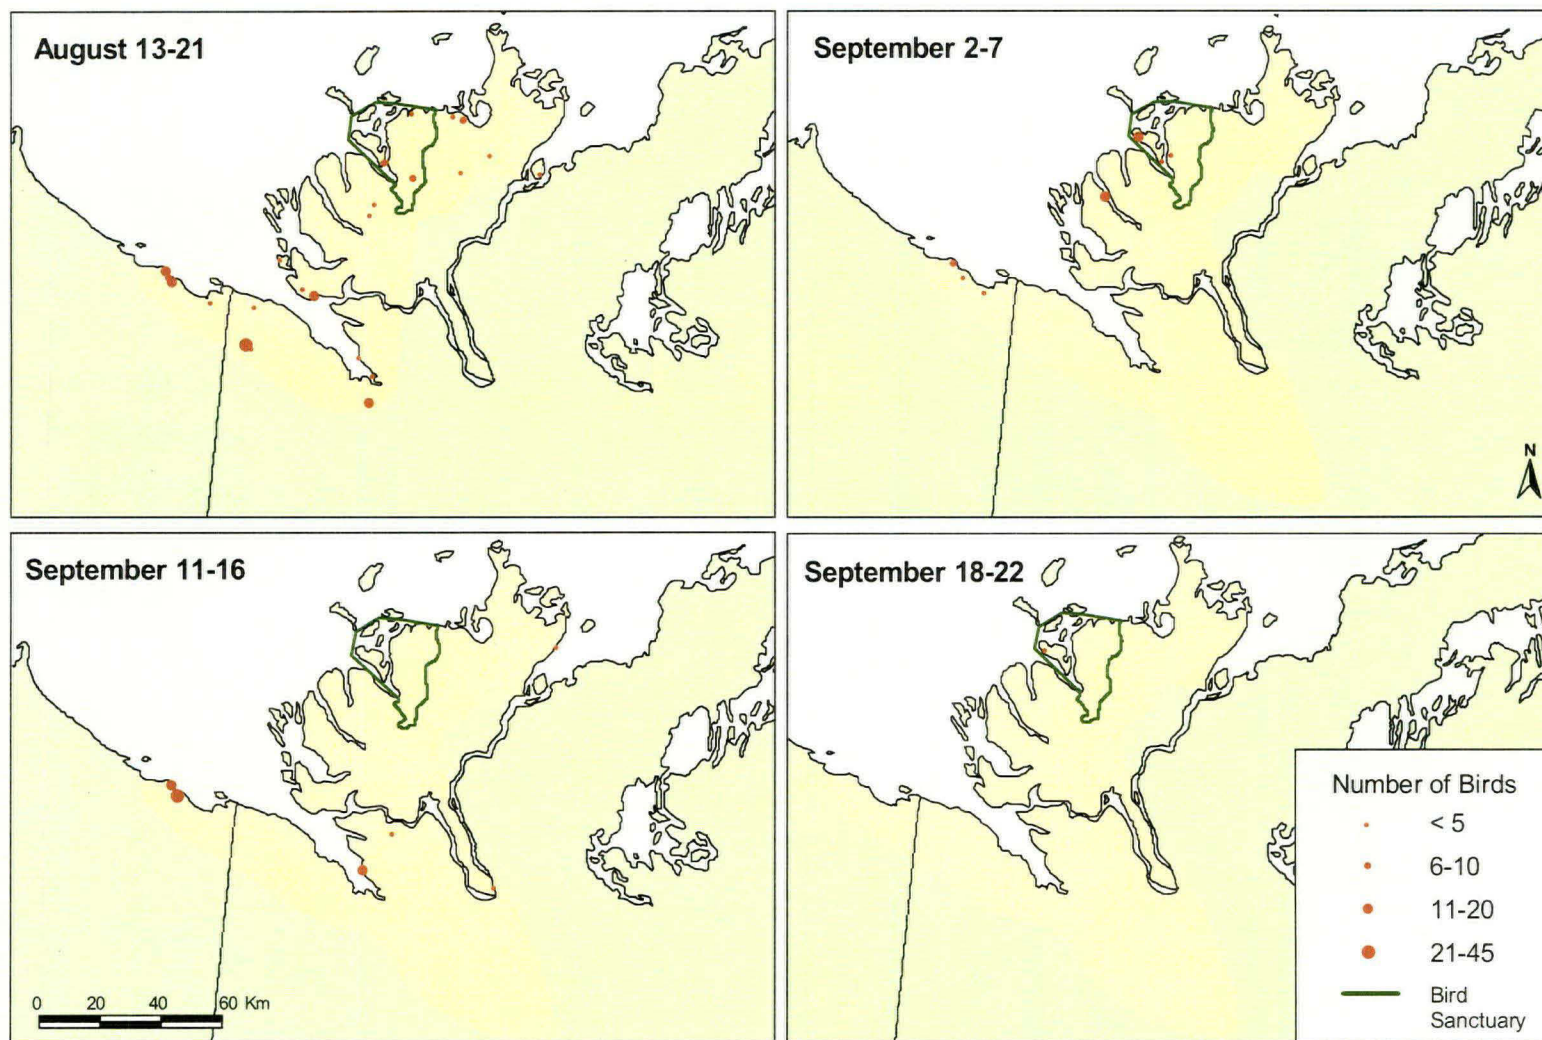 August 13-21
September 2-7
N
September 11-16
0 20 40 60 Km
September 18-22
Number of Birds
< 5
6-10
11-20
21-45
Bird
Sanctuary